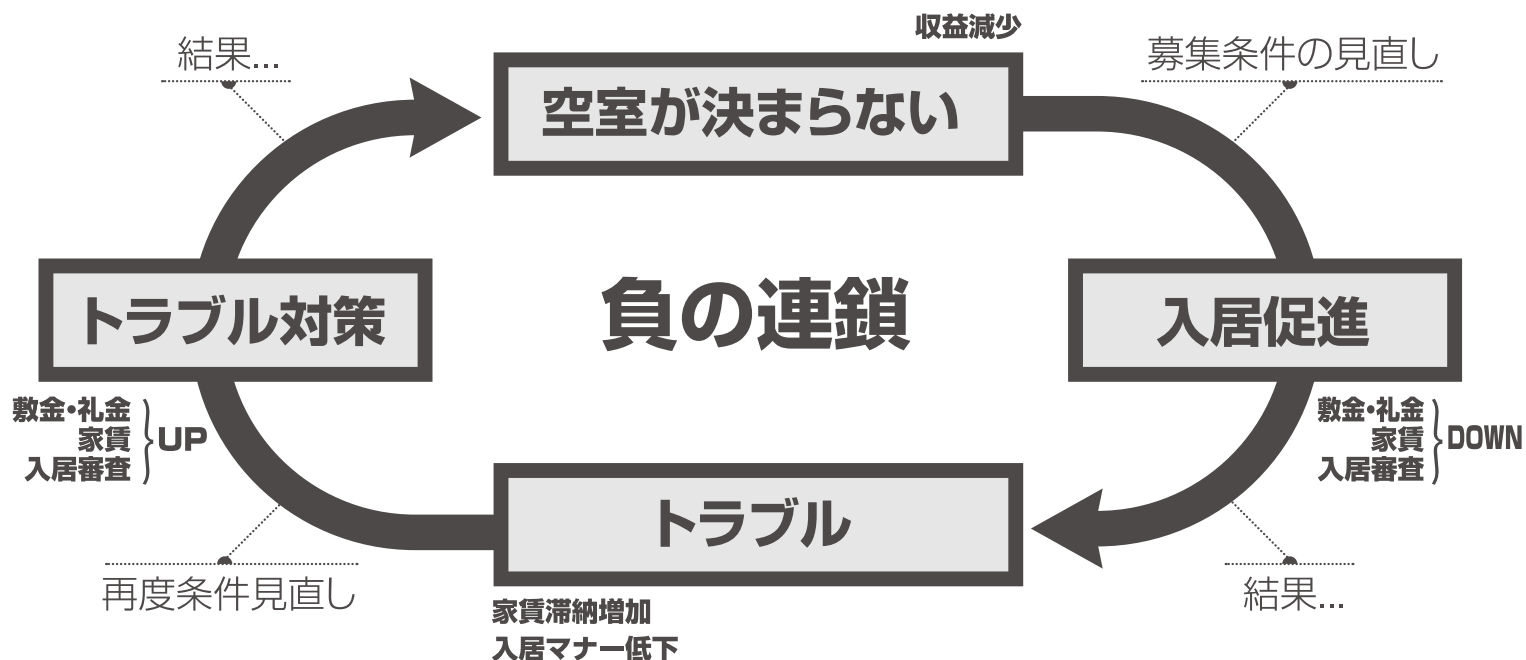 収益減少
結果...
募集条件の見直し
空室が決まらない
トラブル対策
負の連鎖
入居促進
敷金・礼金
家賃
入居審査
UP
敷金・礼金
家賃
入居審査
DOWN
トラブル
再度条件見直し
結果...
家賃滞納増加
入居マナー低下